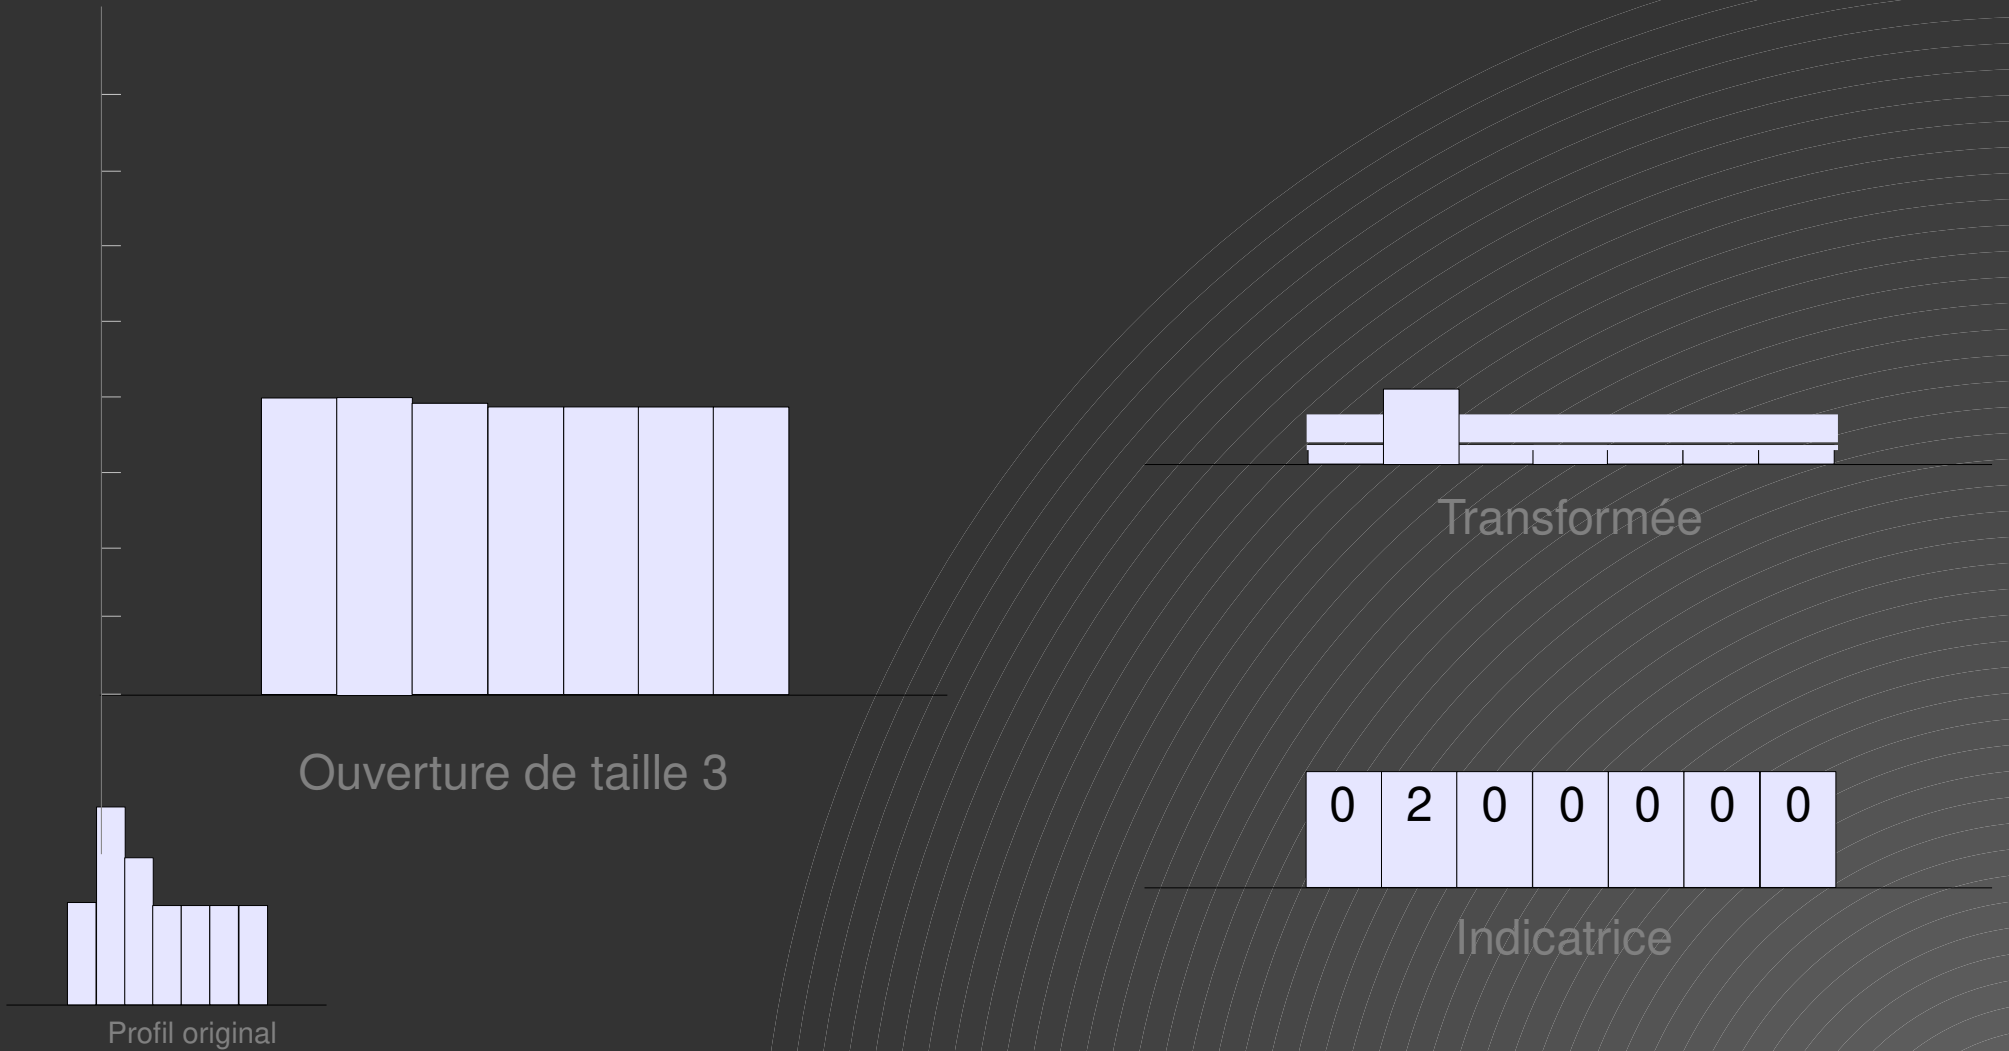 Transformée
Ouverture de taille 3
0 2 0 0 0 0 0
Indicatrice
Profil original